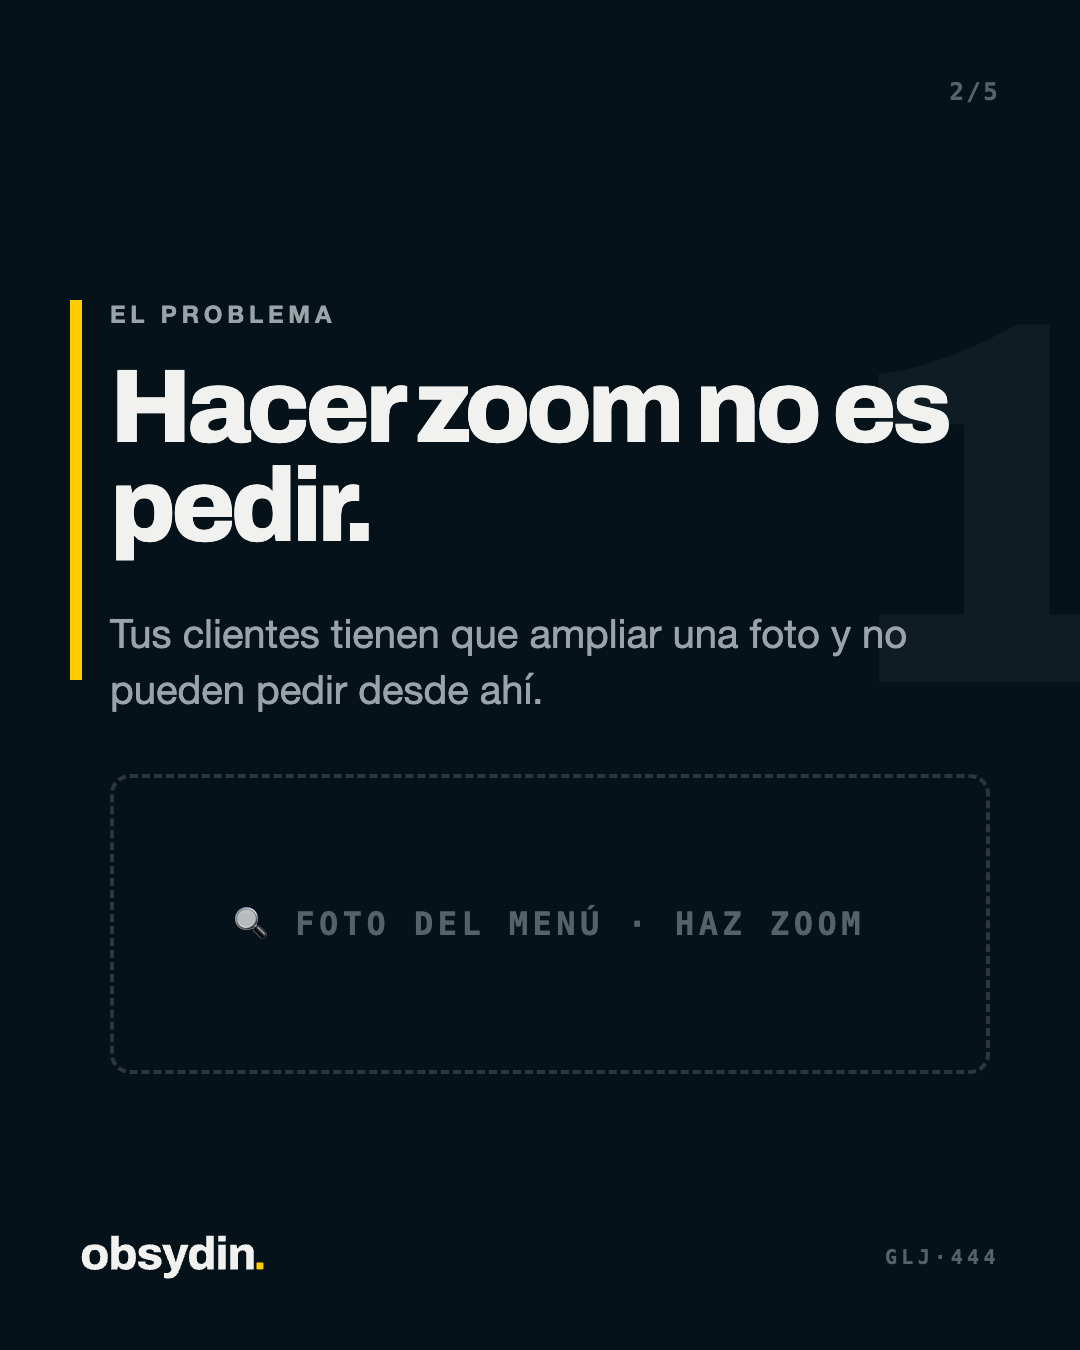 2/5
EL PROBLEMA
Hacer zoom no es
pedir.
1
Tus clientes tienen que ampliar una foto y no
pueden pedir desde ahí.
🔍 FOTO DEL MENÚ · HAZ ZOOM
obsydin.
GLJ·444